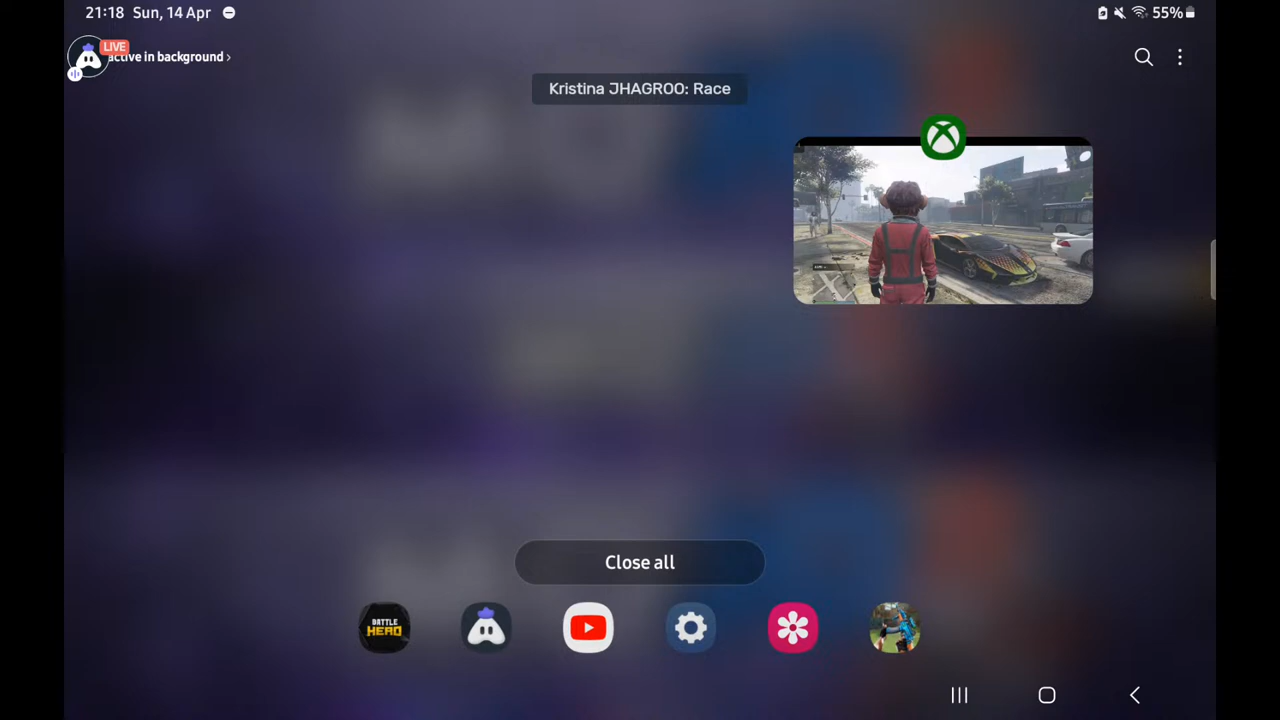 21:18 Sun, 14 Apr
55%
LIVE
active in background
Kristina JHAGROO: Race
Close all
BATTLE
HERO